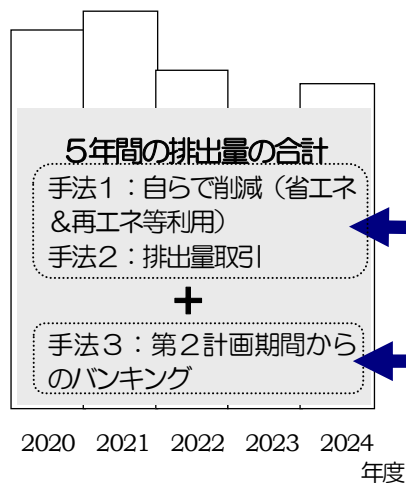 ５年間の排出量の合計
手法１：自らで削減（省エネ
＆再エネ等利用）
手法２：排出量取引
＋
手法３：第２計画期間から
のバンキング
2020 2021 2022 2023 2024
年度